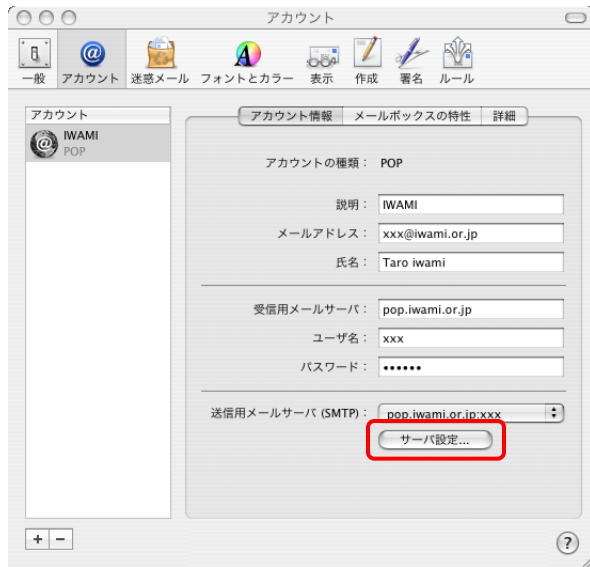 アカウント
一般 アカウント 迷惑メール フォントとカラー 表示 作成 署名 ルール
アカウント
IWAMI
POP
アカウント情報 メールボックスの特性 詳細
アカウントの種類： POP
説明： IWAMI
メールアドレス： xxx@iwami.or.jp
氏名： Taro iwami
受信用メールサーバ： pop.iwami.or.jp
ユーザ名： xxx
パスワード： ••••••
送信用メールサーバ (SMTP)： pop.iwami.or.jp:xxx
サーバ設定...
+ − ?